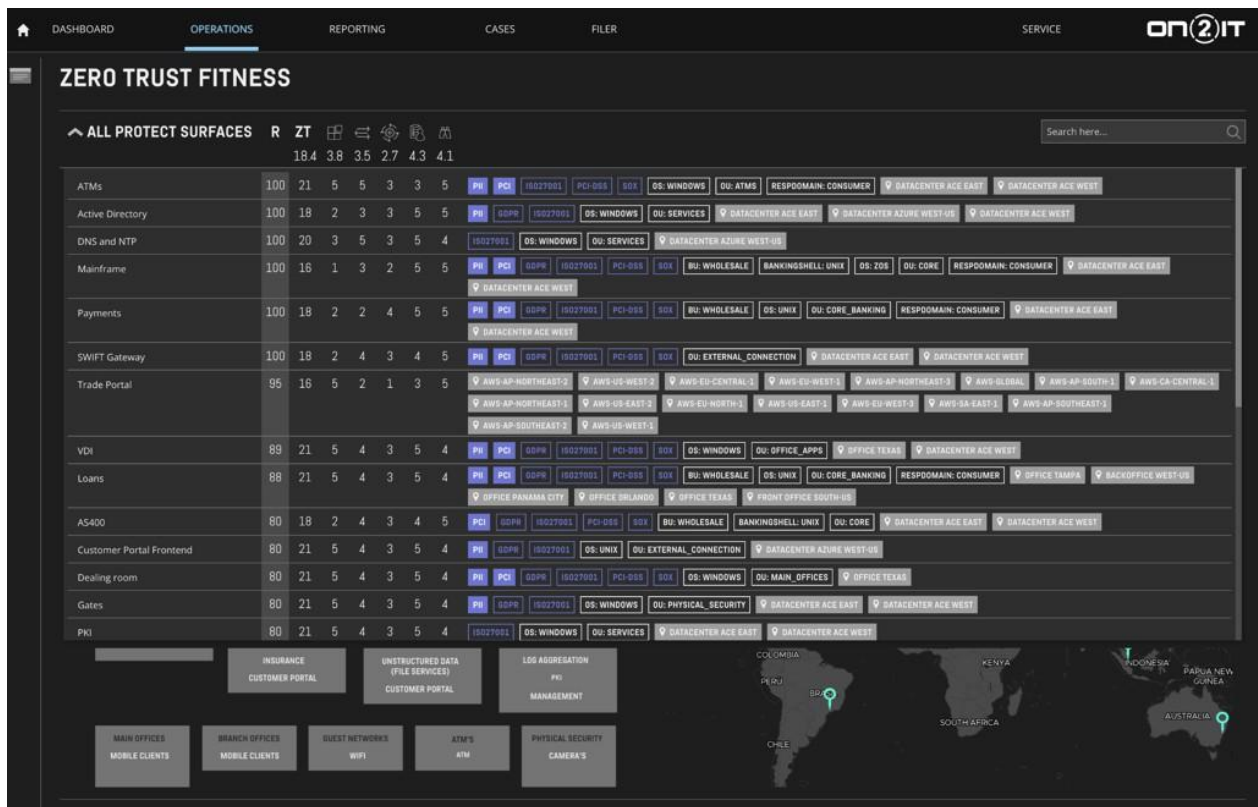 DASHBOARD OPERATIONS REPORTING CASES FILER SERVICE ON2IT
ZERO TRUST FITNESS
ALL PROTECT SURFACES R ZT Search here...
18.4 3.8 3.5 2.7 4.3 4.1
ATMs 100 21 5 5 3 3 5 PII PCI ISO27001 PCI-DSS SOX OS: WINDOWS OU: ATMS RESPDOMAIN: CONSUMER DATACENTER ACE EAST DATACENTER ACE WEST
Active Directory 100 18 2 3 3 5 5 PII GDPR ISO27001 OS: WINDOWS OU: SERVICES DATACENTER ACE EAST DATACENTER AZURE WEST-US DATACENTER ACE WEST
DNS and NTP 100 20 3 5 3 5 4 ISO27001 OS: WINDOWS OU: SERVICES DATACENTER AZURE WEST-US
Mainframe 100 16 1 3 2 5 5 PII PCI GDPR ISO27001 PCI-DSS SOX BU: WHOLESALE BANKINGSHELL: UNIX OS: ZOS OU: CORE RESPDOMAIN: CONSUMER DATACENTER ACE EAST
DATACENTER ACE WEST
Payments 100 18 2 2 4 5 5 PII PCI GDPR ISO27001 PCI-DSS SOX BU: WHOLESALE OS: UNIX OU: CORE_BANKING RESPDOMAIN: CONSUMER DATACENTER ACE EAST
DATACENTER ACE WEST
SWIFT Gateway 100 18 2 4 3 4 5 PII PCI GDPR ISO27001 PCI-DSS SOX OU: EXTERNAL_CONNECTION DATACENTER ACE EAST DATACENTER ACE WEST
Trade Portal 95 16 5 2 1 3 5 AWS-AP-NORTHEAST-2 AWS-US-WEST-2 AWS-EU-CENTRAL-1 AWS-EU-WEST-1 AWS-AP-NORTHEAST-3 AWS-GLOBAL AWS-AP-SOUTH-1 AWS-CA-CENTRAL-1
AWS-AP-NORTHEAST-1 AWS-US-EAST-2 AWS-EU-NORTH-1 AWS-US-EAST-1 AWS-EU-WEST-3 AWS-SA-EAST-1 AWS-AP-SOUTHEAST-1
AWS-AP-SOUTHEAST-2 AWS-US-WEST-1
VDI 89 21 5 4 3 5 4 PII PCI GDPR ISO27001 PCI-DSS SOX OS: WINDOWS OU: OFFICE_APPS OFFICE TEXAS DATACENTER ACE WEST
Loans 88 21 5 4 3 5 4 PII PCI GDPR ISO27001 PCI-DSS SOX BU: WHOLESALE OS: UNIX OU: CORE_BANKING RESPDOMAIN: CONSUMER OFFICE TAMPA BACKOFFICE WEST-US
OFFICE PANAMA CITY OFFICE ORLANDO OFFICE TEXAS FRONT OFFICE SOUTH-US
AS400 80 18 2 4 3 4 5 PCI GDPR ISO27001 PCI-DSS SOX BU: WHOLESALE BANKINGSHELL: UNIX OU: CORE DATACENTER ACE EAST DATACENTER ACE WEST
Customer Portal Frontend 80 21 5 4 3 5 4 PII GDPR ISO27001 OS: UNIX OU: EXTERNAL_CONNECTION DATACENTER AZURE WEST-US
Dealing room 80 21 5 4 3 5 4 PII PCI GDPR ISO27001 PCI-DSS SOX OS: WINDOWS OU: MAIN_OFFICES OFFICE TEXAS
Gates 80 21 5 4 3 5 4 PII GDPR ISO27001 OS: WINDOWS OU: PHYSICAL_SECURITY DATACENTER ACE EAST DATACENTER ACE WEST
PKI 80 21 5 4 3 5 4 ISO27001 OS: WINDOWS OU: SERVICES DATACENTER ACE EAST DATACENTER ACE WEST
INSURANCE
CUSTOMER PORTAL
UNSTRUCTURED DATA
(FILE SERVICES)
CUSTOMER PORTAL
LOG AGGREGATION
PKI
MANAGEMENT
MAIN OFFICES
MOBILE CLIENTS
BRANCH OFFICES
MOBILE CLIENTS
GUEST NETWORKS
WIFI
ATM'S
ATM
PHYSICAL SECURITY
CAMERA'S
COLOMBIA
PERU
CHILE
KENYA
SOUTH AFRICA
INDONESIA
PAPUA NEW
GUINEA
AUSTRALIA